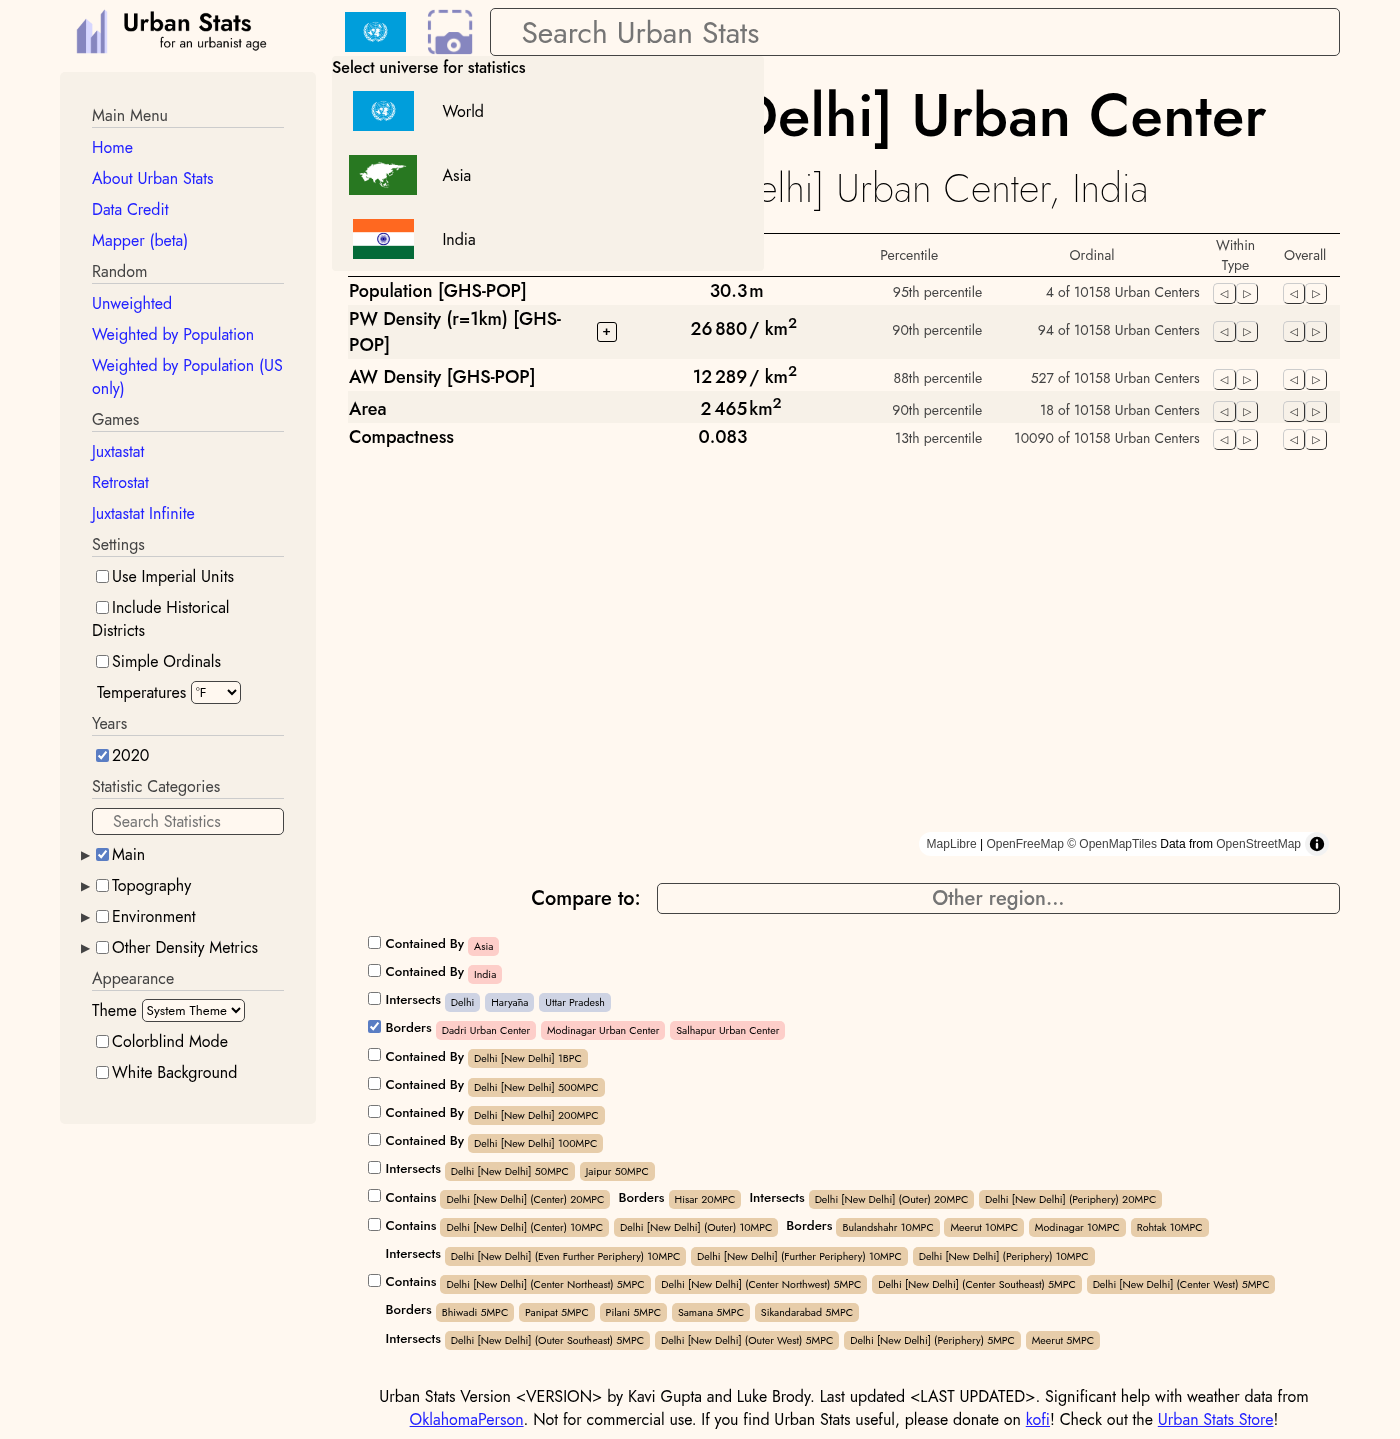 Urban Stats
for an urbanist age
Search Urban Stats
Select universe for statistics
World
Asia
India
Delhi] Urban Center
elhi] Urban Center, India
Main Menu
Home
About Urban Stats
Data Credit
Mapper (beta)
Random
Unweighted
Weighted by Population
Weighted by Population (US
only)
Games
Juxtastat
Retrostat
Juxtastat Infinite
Settings
Use Imperial Units
Include Historical
Districts
Simple Ordinals
Temperatures °F
Years
2020
Statistic Categories
Search Statistics
Main
Topography
Environment
Other Density Metrics
Appearance
Theme System Theme
Colorblind Mode
White Background
Percentile Ordinal Within Type Overall
Population [GHS-POP] 30.3 m 95th percentile 4 of 10158 Urban Centers
PW Density (r=1km) [GHS-
POP] + 26 880 / km² 90th percentile 94 of 10158 Urban Centers
AW Density [GHS-POP] 12 289 / km² 88th percentile 527 of 10158 Urban Centers
Area 2 465 km² 90th percentile 18 of 10158 Urban Centers
Compactness 0.083 13th percentile 10090 of 10158 Urban Centers
MapLibre | OpenFreeMap © OpenMapTiles Data from OpenStreetMap
Compare to: Other region...
Contained By Asia
Contained By India
Intersects Delhi Haryāna Uttar Pradesh
Borders Dadri Urban Center Modinagar Urban Center Salhapur Urban Center
Contained By Delhi [New Delhi] 1BPC
Contained By Delhi [New Delhi] 500MPC
Contained By Delhi [New Delhi] 200MPC
Contained By Delhi [New Delhi] 100MPC
Intersects Delhi [New Delhi] 50MPC Jaipur 50MPC
Contains Delhi [New Delhi] (Center) 20MPC Borders Hisar 20MPC Intersects Delhi [New Delhi] (Outer) 20MPC Delhi [New Delhi] (Periphery) 20MPC
Contains Delhi [New Delhi] (Center) 10MPC Delhi [New Delhi] (Outer) 10MPC Borders Bulandshahr 10MPC Meerut 10MPC Modinagar 10MPC Rohtak 10MPC
Intersects Delhi [New Delhi] (Even Further Periphery) 10MPC Delhi [New Delhi] (Further Periphery) 10MPC Delhi [New Delhi] (Periphery) 10MPC
Contains Delhi [New Delhi] (Center Northeast) 5MPC Delhi [New Delhi] (Center Northwest) 5MPC Delhi [New Delhi] (Center Southeast) 5MPC Delhi [New Delhi] (Center West) 5MPC
Borders Bhiwadi 5MPC Panipat 5MPC Pilani 5MPC Samana 5MPC Sikandarabad 5MPC
Intersects Delhi [New Delhi] (Outer Southeast) 5MPC Delhi [New Delhi] (Outer West) 5MPC Delhi [New Delhi] (Periphery) 5MPC Meerut 5MPC
Urban Stats Version <VERSION> by Kavi Gupta and Luke Brody. Last updated <LAST UPDATED>. Significant help with weather data from
OklahomaPerson. Not for commercial use. If you find Urban Stats useful, please donate on kofi! Check out the Urban Stats Store!